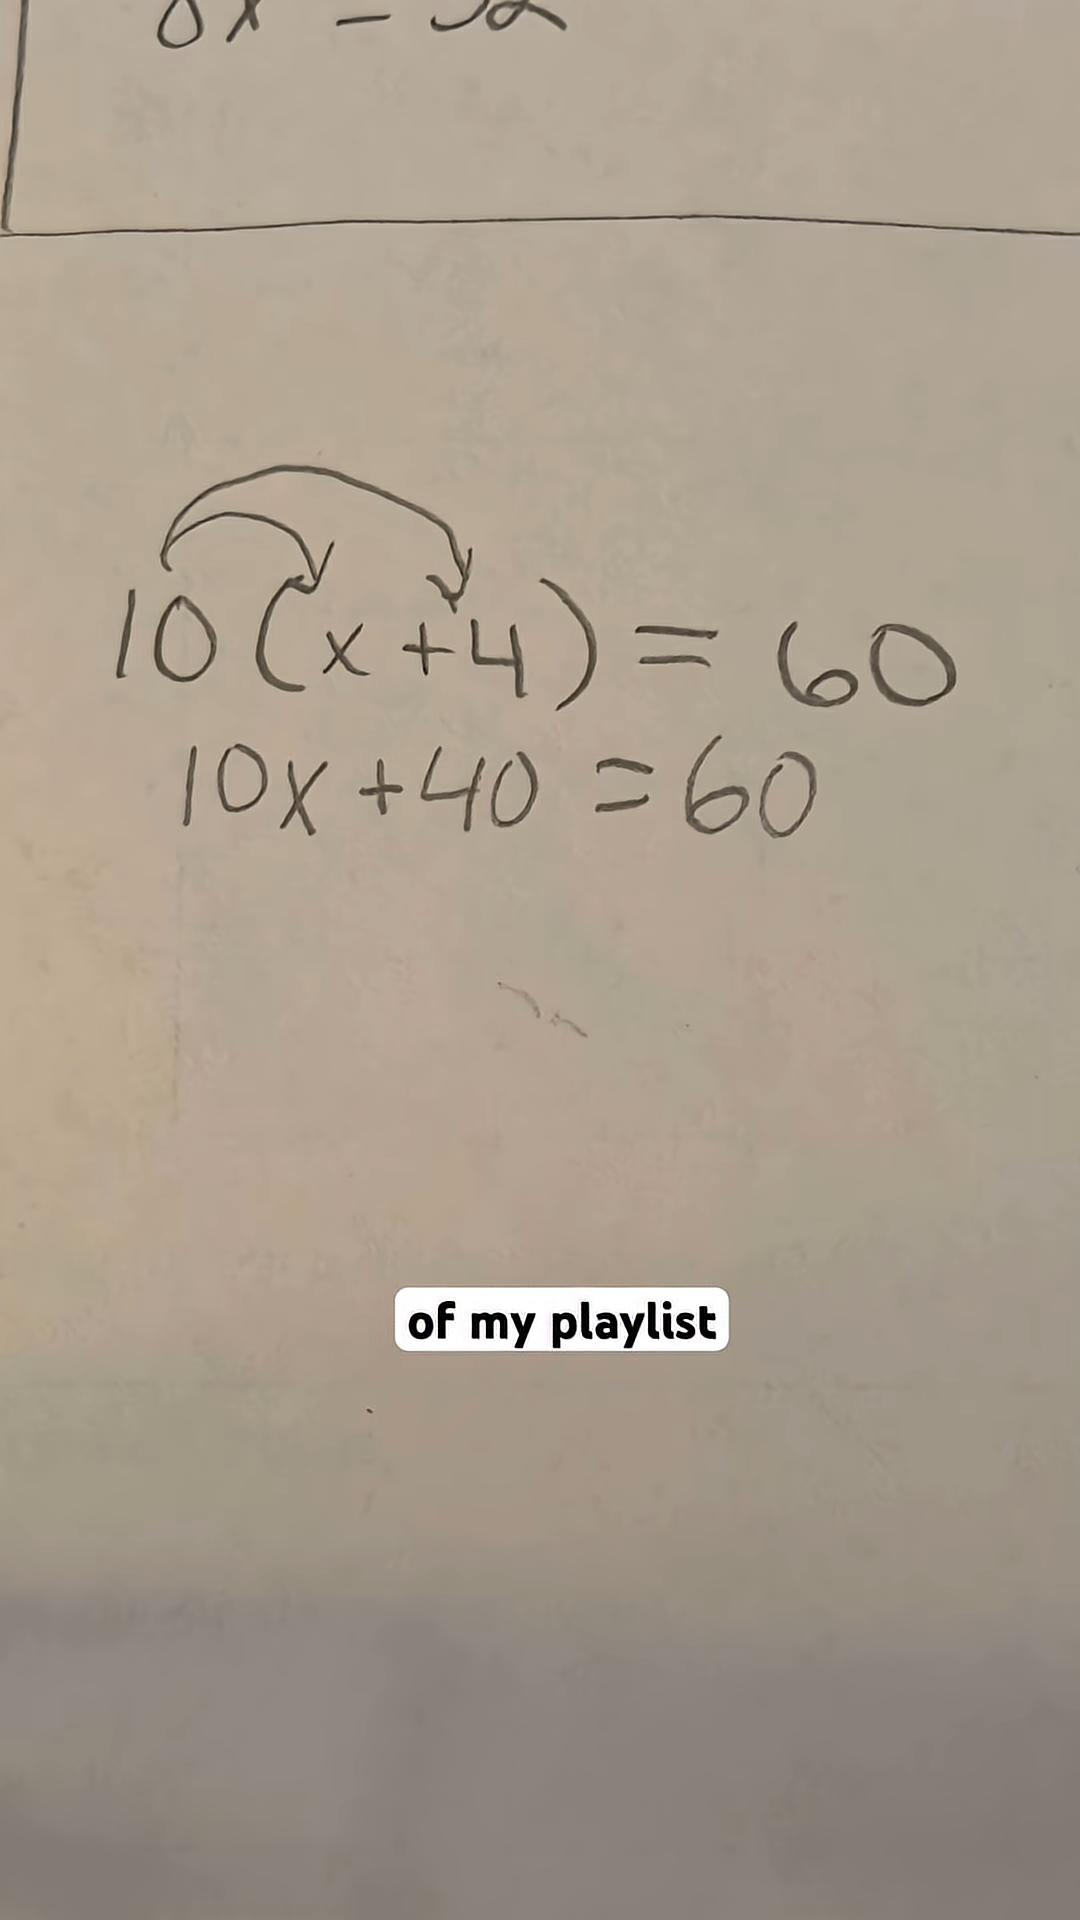 10(x+4) = 60
10x+40 = 60
of my playlist